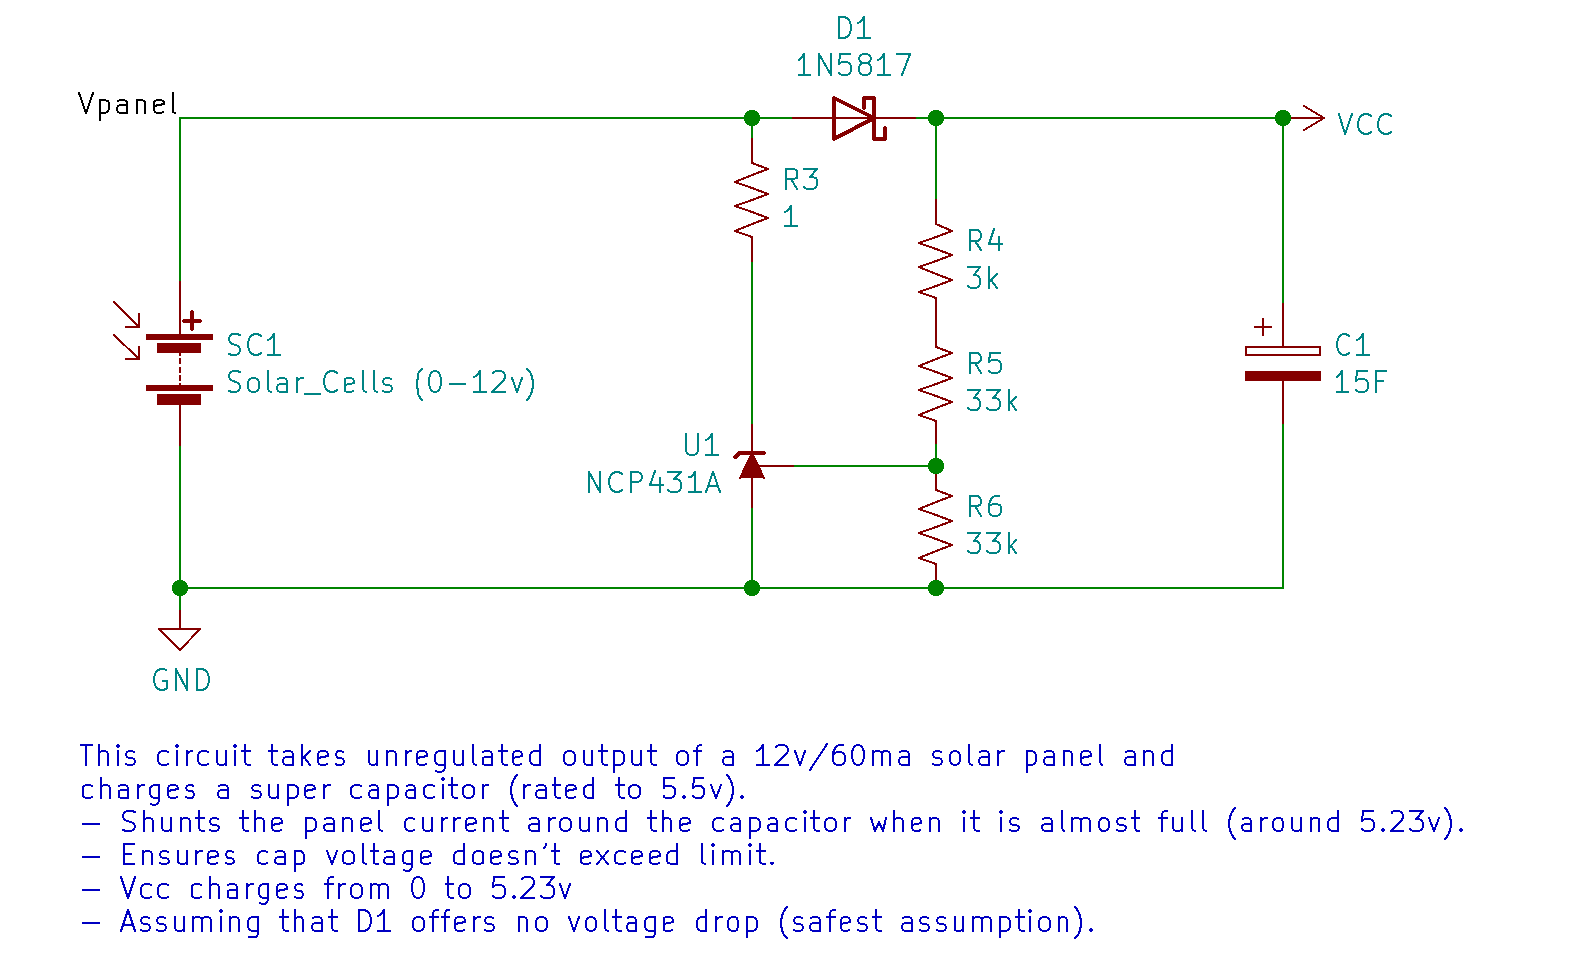 D1
1N5817
Vpanel
VCC
R3
1
R4
3k
+
SC1
Solar_Cells (0-12v)
R5
33k
+
C1
15F
U1
NCP431A
R6
33k
GND
This circuit takes unregulated output of a 12v/60ma solar panel and
charges a super capacitor (rated to 5.5v).
- Shunts the panel current around the capacitor when it is almost full (around 5.23v).
- Ensures cap voltage doesn't exceed limit.
- Vcc charges from 0 to 5.23v
- Assuming that D1 offers no voltage drop (safest assumption).